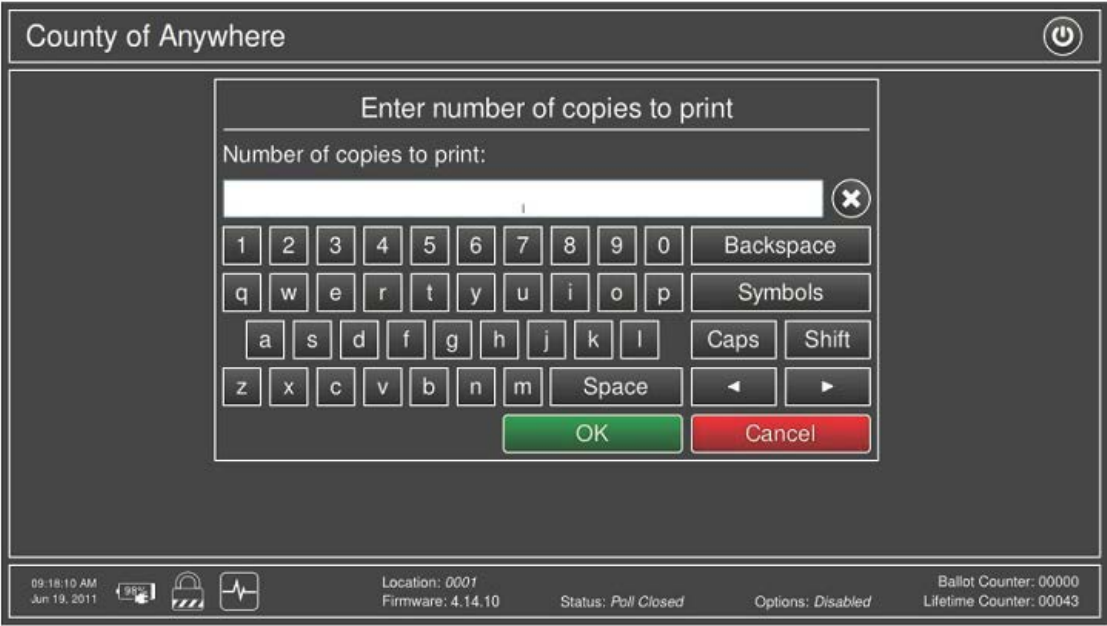 County of Anywhere
Enter number of copies to print
Number of copies to print:
1 2 3 4 5 6 7 8 9 0 Backspace
q w e r t y u i o p Symbols
a s d f g h j k l Caps Shift
z x c v b n m Space ◄ ►
OK Cancel
09:18:10 AM
Jun 19, 2011
98%
Location: 0001
Firmware: 4.14.10
Status: Poll Closed
Options: Disabled
Ballot Counter: 00000
Lifetime Counter: 00043